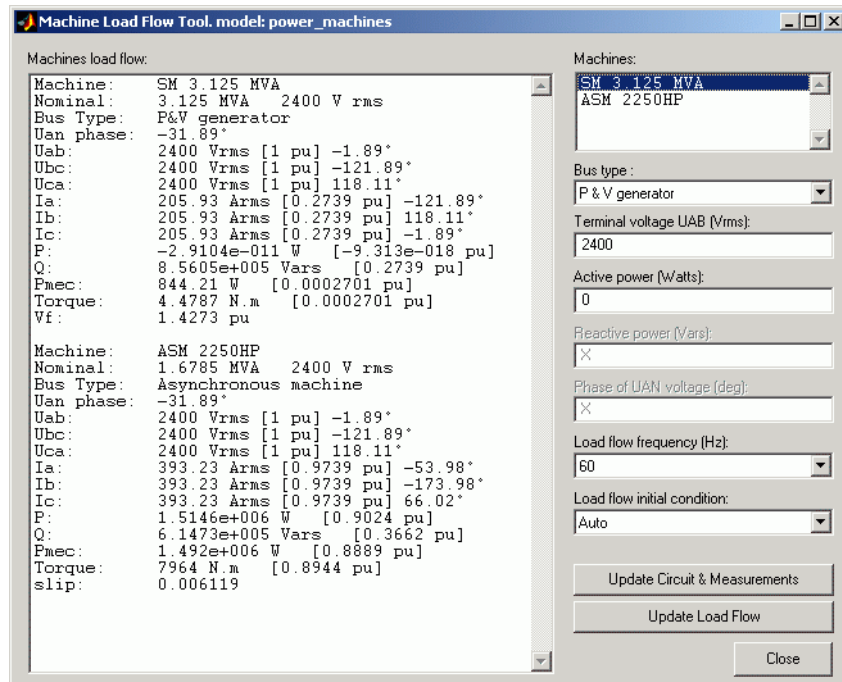 Machine Load Flow Tool. model: power_machines
Machines load flow:
Machine: SM 3.125 MVA
Nominal: 3.125 MVA 2400 V rms
Bus Type: P&V generator
Uan phase: -31.89°
Uab: 2400 Vrms [1 pu] -1.89°
Ubc: 2400 Vrms [1 pu] -121.89°
Uca: 2400 Vrms [1 pu] 118.11°
Ia: 205.93 Arms [0.2739 pu] -121.89°
Ib: 205.93 Arms [0.2739 pu] 118.11°
Ic: 205.93 Arms [0.2739 pu] -1.89°
P: -2.9104e-011 W [-9.313e-018 pu]
Q: 8.5605e+005 Vars [0.2739 pu]
Pmec: 844.21 W [0.0002701 pu]
Torque: 4.4787 N.m [0.0002701 pu]
Vf: 1.4273 pu
Machine: ASM 2250HP
Nominal: 1.6785 MVA 2400 V rms
Bus Type: Asynchronous machine
Uan phase: -31.89°
Uab: 2400 Vrms [1 pu] -1.89°
Ubc: 2400 Vrms [1 pu] -121.89°
Uca: 2400 Vrms [1 pu] 118.11°
Ia: 393.23 Arms [0.9739 pu] -53.98°
Ib: 393.23 Arms [0.9739 pu] -173.98°
Ic: 393.23 Arms [0.9739 pu] 66.02°
P: 1.5146e+006 W [0.9024 pu]
Q: 6.1473e+005 Vars [0.3662 pu]
Pmec: 1.492e+006 W [0.8889 pu]
Torque: 7964 N.m [0.8944 pu]
slip: 0.006119
Machines:
SM 3.125 MVA
ASM 2250HP
Bus type :
P & V generator
Terminal voltage UAB (Vrms):
2400
Active power (Watts):
0
Reactive power (Vars):
X
Phase of UAN voltage (deg):
X
Load flow frequency (Hz):
60
Load flow initial condition:
Auto
Update Circuit & Measurements
Update Load Flow
Close